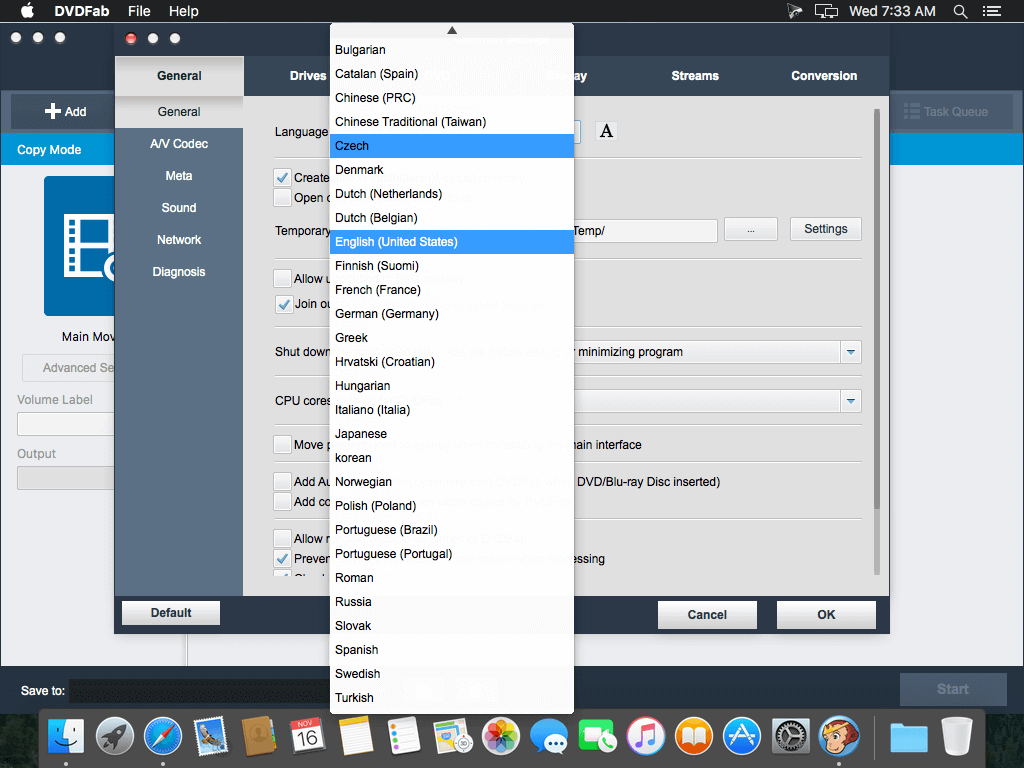 DVDFab File Help Wed 7:33 AM
General Drives ay Streams Conversion
Add
Task Queue
Copy Mode
Main Mov
Advanced Se
Volume Label
Output
General
A/V Codec
Meta
Sound
Network
Diagnosis
Language
A
Create
Open
Temporary
Temp/
...
Settings
Allow
Join ou
Shut down
minimizing program
CPU cores
Move
ain interface
Add Au
DVD/Blu-ray Disc inserted)
Add co
Allow
Preven
ssing
Bulgarian
Catalan (Spain)
Chinese (PRC)
Chinese Traditional (Taiwan)
Czech
Denmark
Dutch (Netherlands)
Dutch (Belgian)
English (United States)
Finnish (Suomi)
French (France)
German (Germany)
Greek
Hrvatski (Croatian)
Hungarian
Italiano (Italia)
Japanese
korean
Norwegian
Polish (Poland)
Portuguese (Brazil)
Portuguese (Portugal)
Roman
Russia
Slovak
Spanish
Swedish
Turkish
Default Cancel OK
Save to:
Start
NOV
16